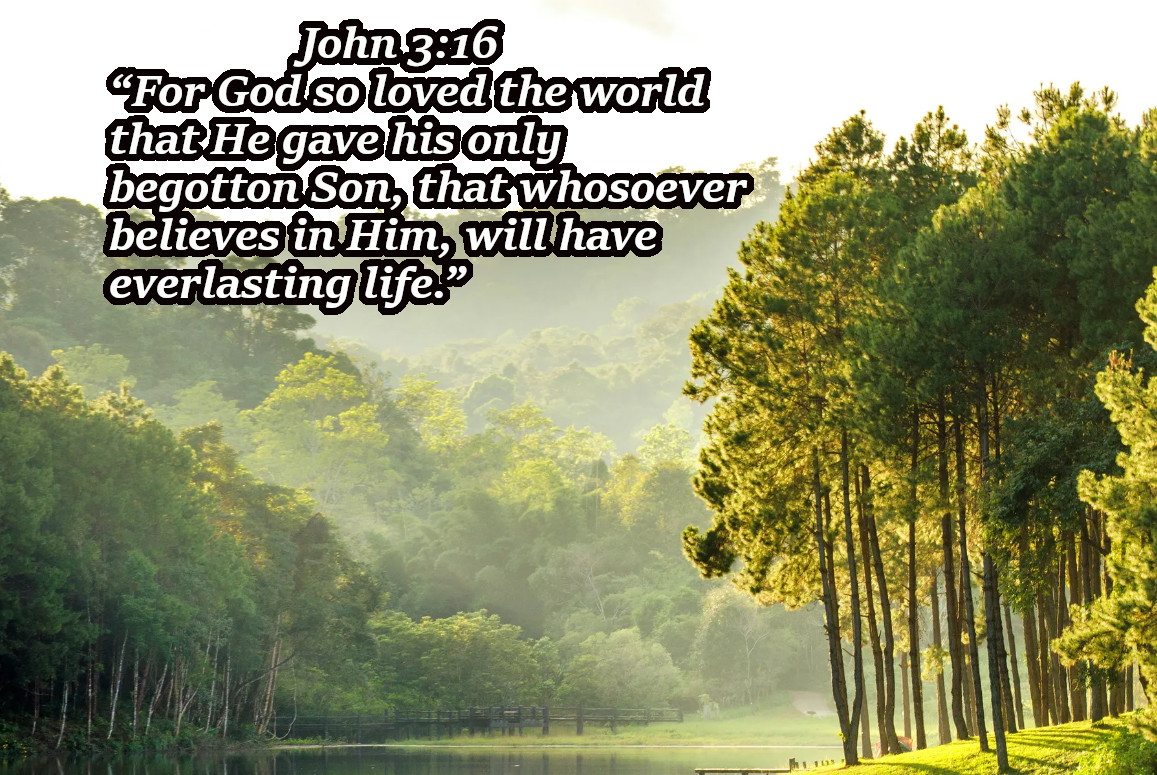 John 3:16
“For God so loved the world
that He gave his only
begotton Son, that whosoever
believes in Him, will have
everlasting life.”